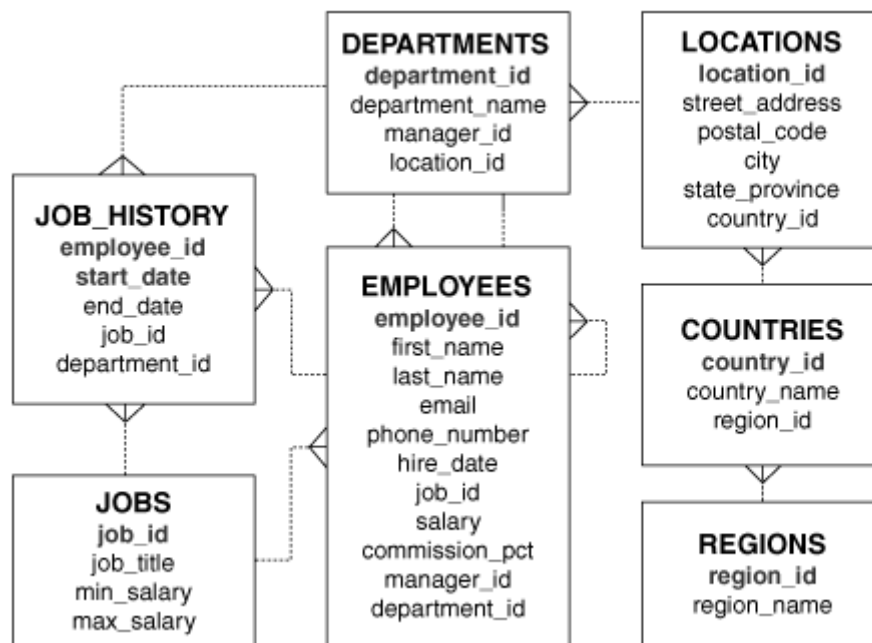 DEPARTMENTS
department_id
department_name
manager_id
location_id
LOCATIONS
location_id
street_address
postal_code
city
state_province
country_id
JOB_HISTORY
employee_id
start_date
end_date
job_id
department_id
EMPLOYEES
employee_id
first_name
last_name
email
phone_number
hire_date
job_id
salary
commission_pct
manager_id
department_id
COUNTRIES
country_id
country_name
region_id
JOBS
job_id
job_title
min_salary
max_salary
REGIONS
region_id
region_name